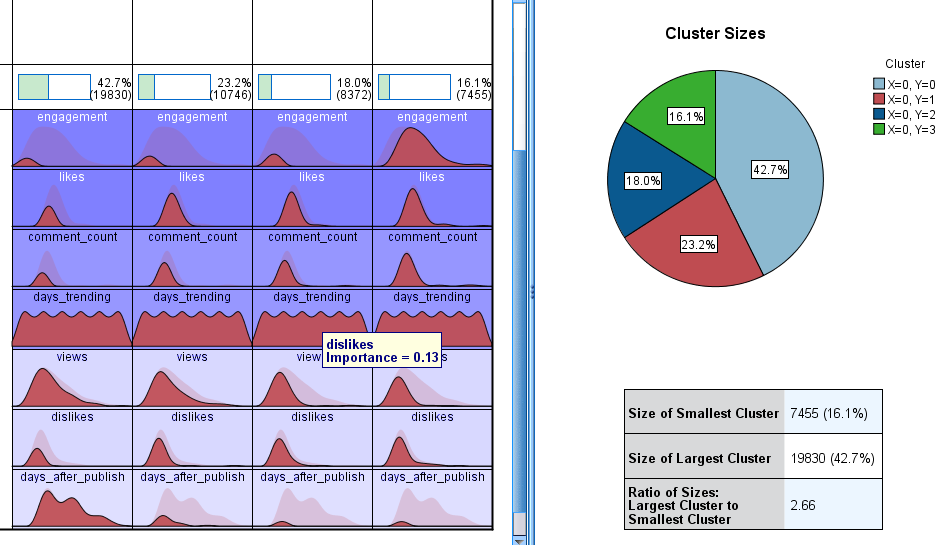 42.7% 23.2% 18.0% 16.1%
(19830) (10746) (8372) (7455)
engagement engagement engagement engagement
likes likes likes likes
comment_count comment_count comment_count comment_count
days_trending days_trending days_trending days_trending
dislikes
Importance = 0.13
views views view s
dislikes dislikes dislikes dislikes
days_after_publish days_after_publish days_after_publish days_after_publish
Cluster Sizes
Cluster
X=0, Y=0
X=0, Y=1
X=0, Y=2
X=0, Y=3
16.1%
42.7%
18.0%
23.2%
Size of Smallest Cluster 7455 (16.1%)
Size of Largest Cluster 19830 (42.7%)
Ratio of Sizes:
Largest Cluster to 2.66
Smallest Cluster